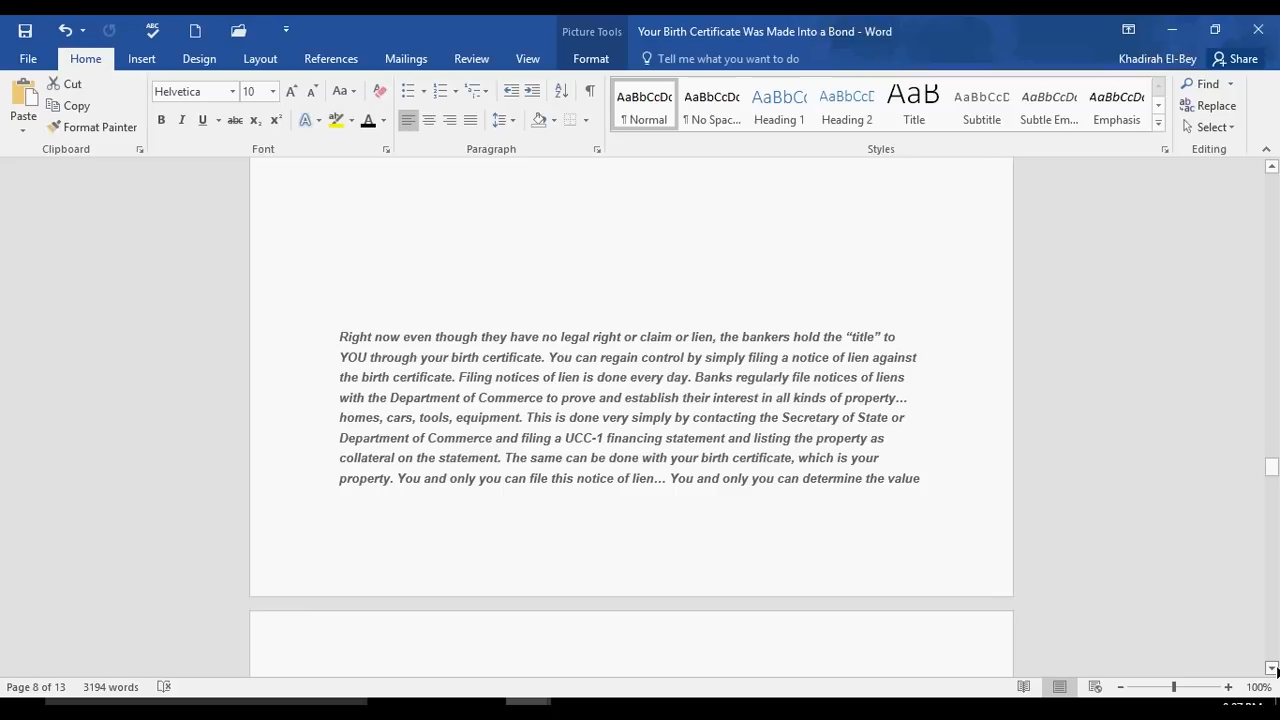 Picture Tools
Your Birth Certificate Was Made Into a Bond - Word
File Home Insert Design Layout References Mailings Review View Format Tell me what you want to do Khadirah El-Bey Share
Paste
Cut
Copy
Format Painter
Helvetica 10
AaBbCcDc AaBbCcDc AaBbCc AaBbCcD AaB AaBbCcD AaBbCcDc AaBbCcDc
¶ Normal ¶ No Spac... Heading 1 Heading 2 Title Subtitle Subtle Em... Emphasis
Find
Replace
Select
Clipboard Font Paragraph Styles Editing
Right now even though they have no legal right or claim or lien, the bankers hold the “title” to
YOU through your birth certificate. You can regain control by simply filing a notice of lien against
the birth certificate. Filing notices of lien is done every day. Banks regularly file notices of liens
with the Department of Commerce to prove and establish their interest in all kinds of property…
homes, cars, tools, equipment. This is done very simply by contacting the Secretary of State or
Department of Commerce and filing a UCC-1 financing statement and listing the property as
collateral on the statement. The same can be done with your birth certificate, which is your
property. You and only you can file this notice of lien… You and only you can determine the value
Page 8 of 13 3194 words 100%